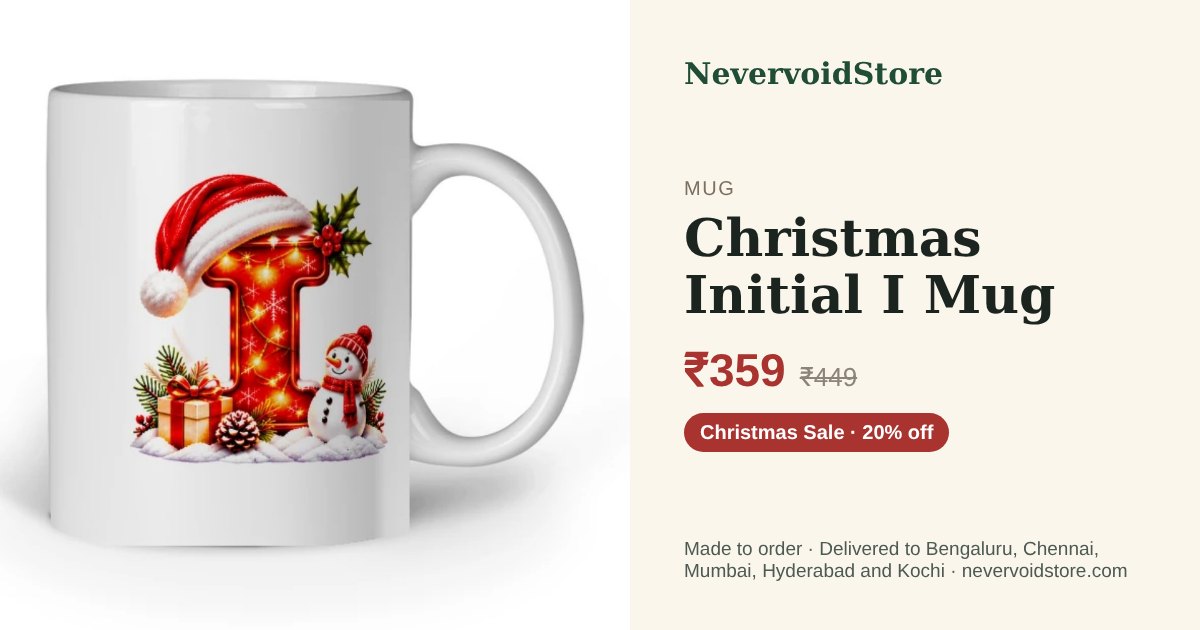 I
NevervoidStore
MUG
Christmas
Initial I Mug
₹359 ₹449
Christmas Sale · 20% off
Made to order · Delivered to Bengaluru, Chennai,
Mumbai, Hyderabad and Kochi · nevervoidstore.com